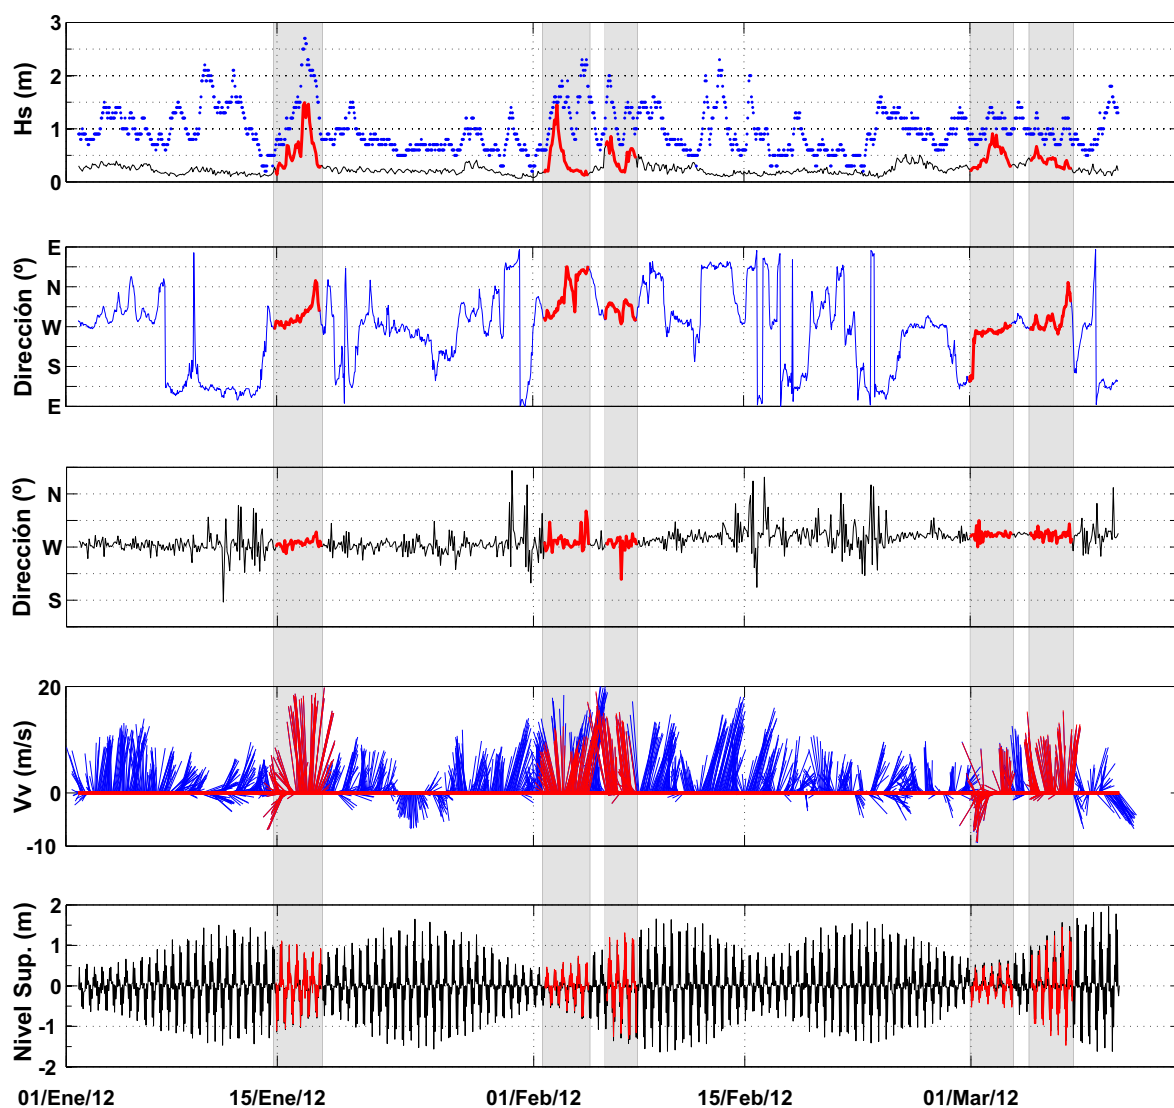 3
2
1
0
Hs (m)
E
N
W
S
E
Dirección (º)
N
W
S
Dirección (º)
20
0
-10
Vv (m/s)
2
1
0
-1
-2
Nivel Sup. (m)
01/Ene/12 15/Ene/12 01/Feb/12 15/Feb/12 01/Mar/12